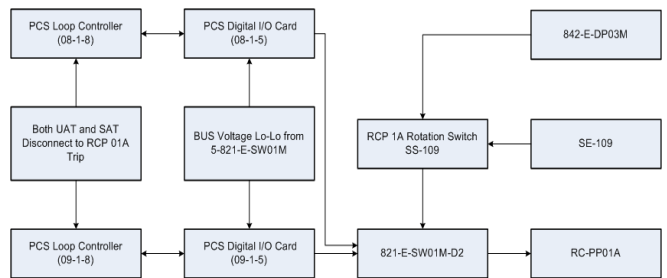 PCS Loop Controller
(08-1-8)
PCS Digital I/O Card
(08-1-5)
842-E-DP03M
Both UAT and SAT
Disconnect to RCP 01A
Trip
BUS Voltage Lo-Lo from
5-821-E-SW01M
RCP 1A Rotation Switch
SS-109
SE-109
PCS Loop Controller
(09-1-8)
PCS Digital I/O Card
(09-1-5)
821-E-SW01M-D2
RC-PP01A